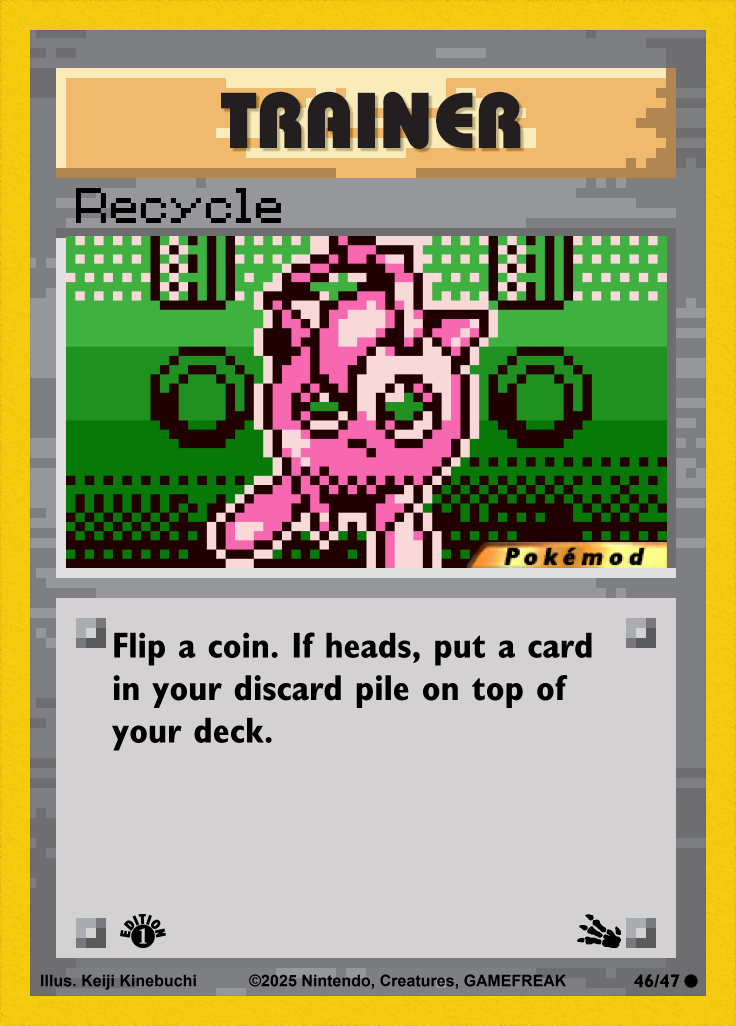 TRAINER
Recycle
Pokémod
Flip a coin. If heads, put a card
in your discard pile on top of
your deck.
EDITION
1
Illus. Keiji Kinebuchi ©2025 Nintendo, Creatures, GAMEFREAK 46/47